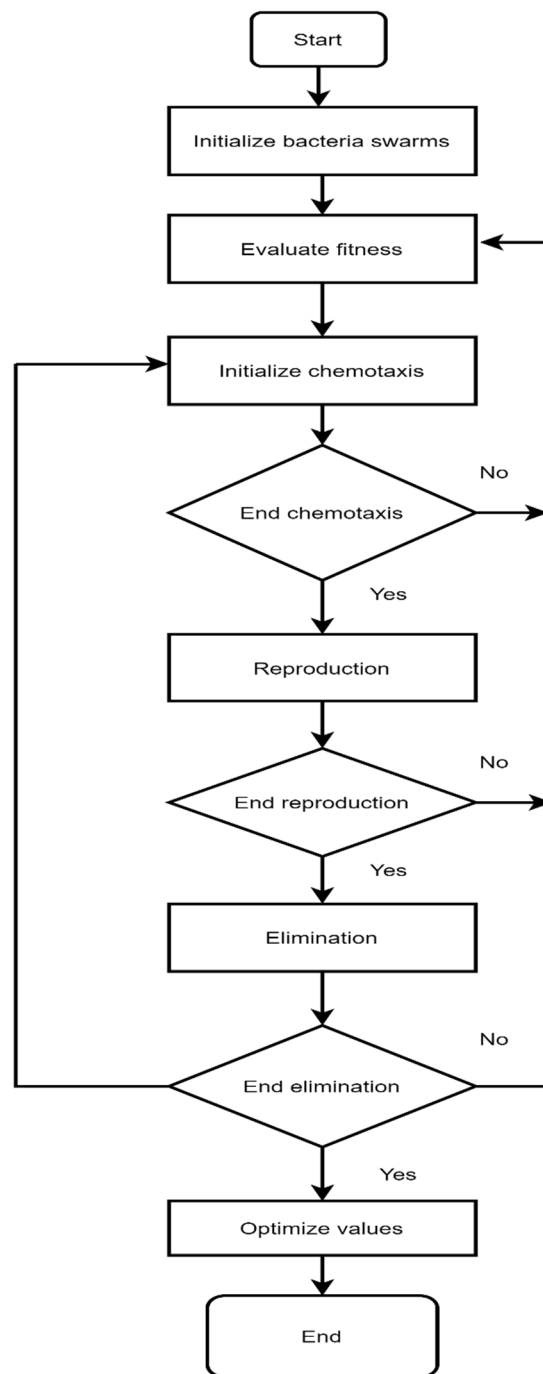 Start
Initialize bacteria swarms
Evaluate fitness
Initialize chemotaxis
No
End chemotaxis
Yes
Reproduction
No
End reproduction
Yes
Elimination
No
End elimination
Yes
Optimize values
End